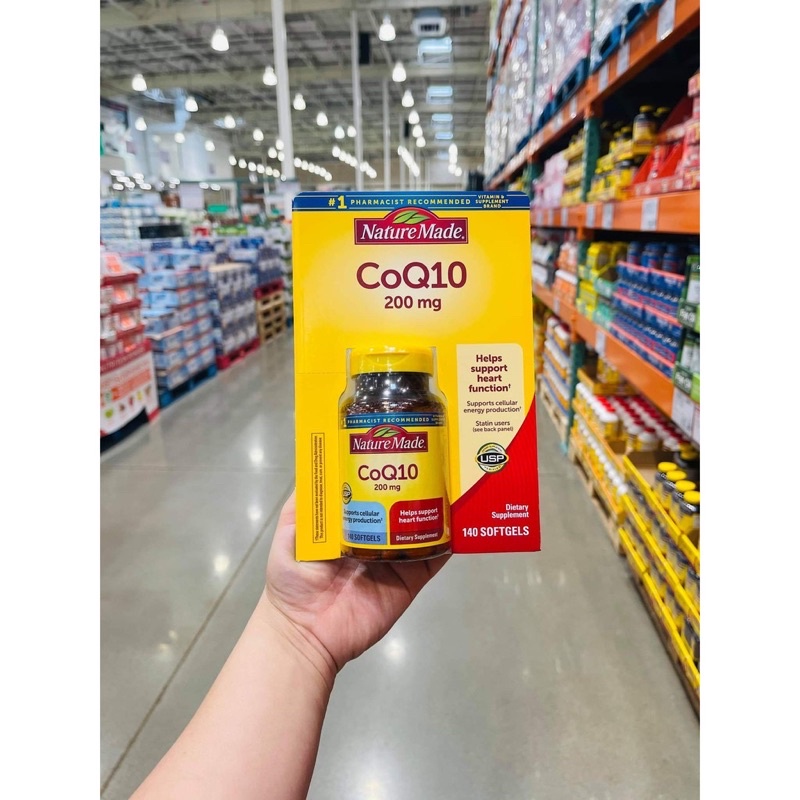 #1 PHARMACIST RECOMMENDED VITAMIN & SUPPLEMENT BRAND
Nature Made®
CoQ10
200 mg
Helps
support
heart
function†
Supports cellular
energy production†
Statin users
(see back panel)
USP
Dietary
Supplement
140 SOFTGELS
PHARMACIST RECOMMENDED
Nature Made®
CoQ10
200 mg
Supports cellular
energy production†
140 SOFTGELS
Helps support
heart function†
Dietary Supplement